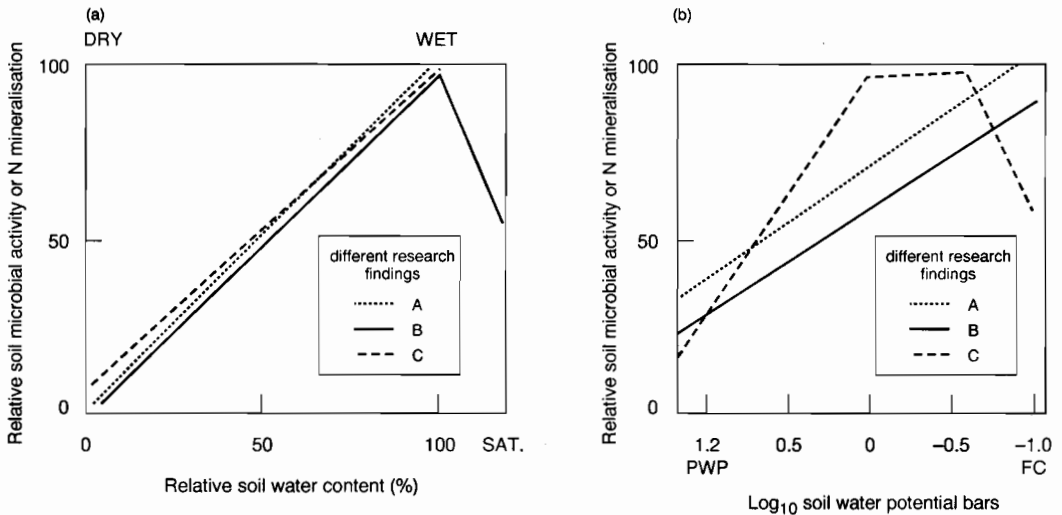 (a)
DRY
WET
100
50
0
Relative soil microbial activity or N mineralisation
different research
findings
A
B
C
0
50
100
SAT.
Relative soil water content (%)
(b)
100
50
0
Relative soil microbial activity or N mineralisation
different research
findings
A
B
C
1.2
0.5
0
−0.5
−1.0
PWP
FC
Log10 soil water potential bars